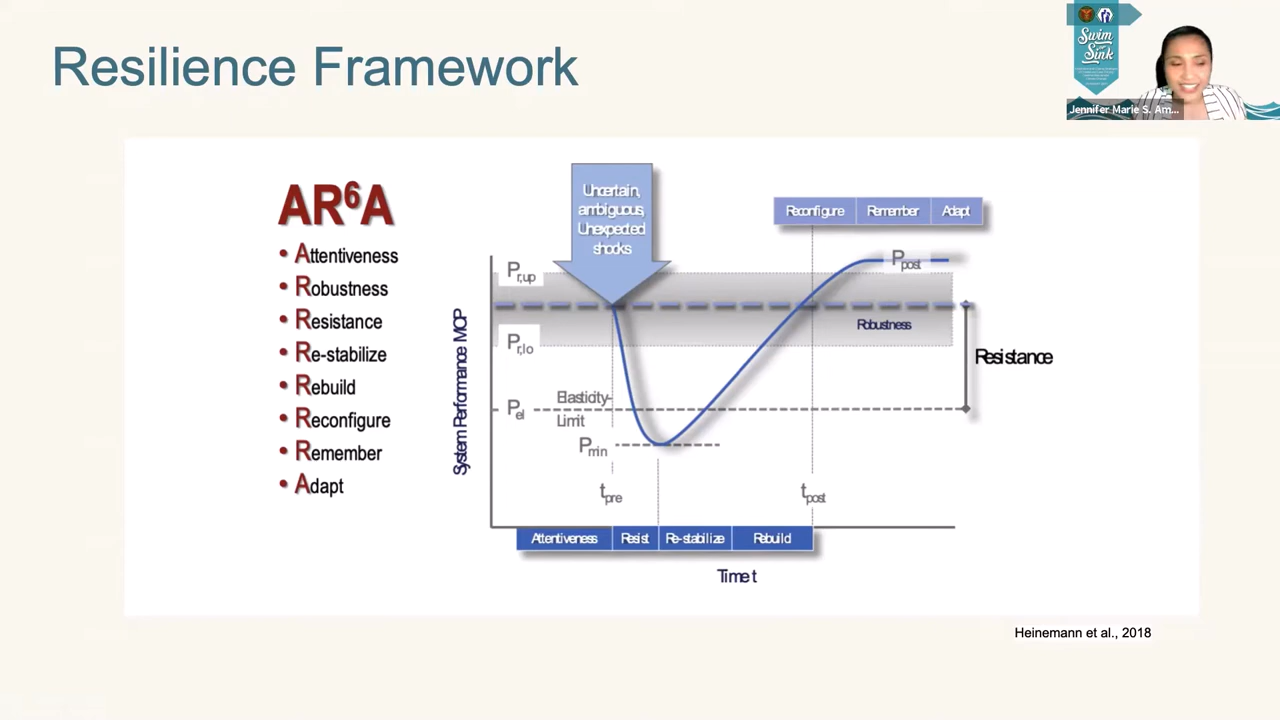 Resilience Framework
Swim
or
Sink
Jennifer Marie S. Am...
AR6A
• Attentiveness
• Robustness
• Resistance
• Re-stabilize
• Rebuild
• Reconfigure
• Remember
• Adapt
Uncertain,
ambiguous,
Unexpected
shocks
Reconfigure Remember Adapt
Ppost
Pr,up
Robustness
Pr,lo
Resistance
System Performance MOP
Pel
Elasticity-
Limit
Pmin
tpre
tpost
Attentiveness Resist Re-stabilize Rebuild
Time t
Heinemann et al., 2018